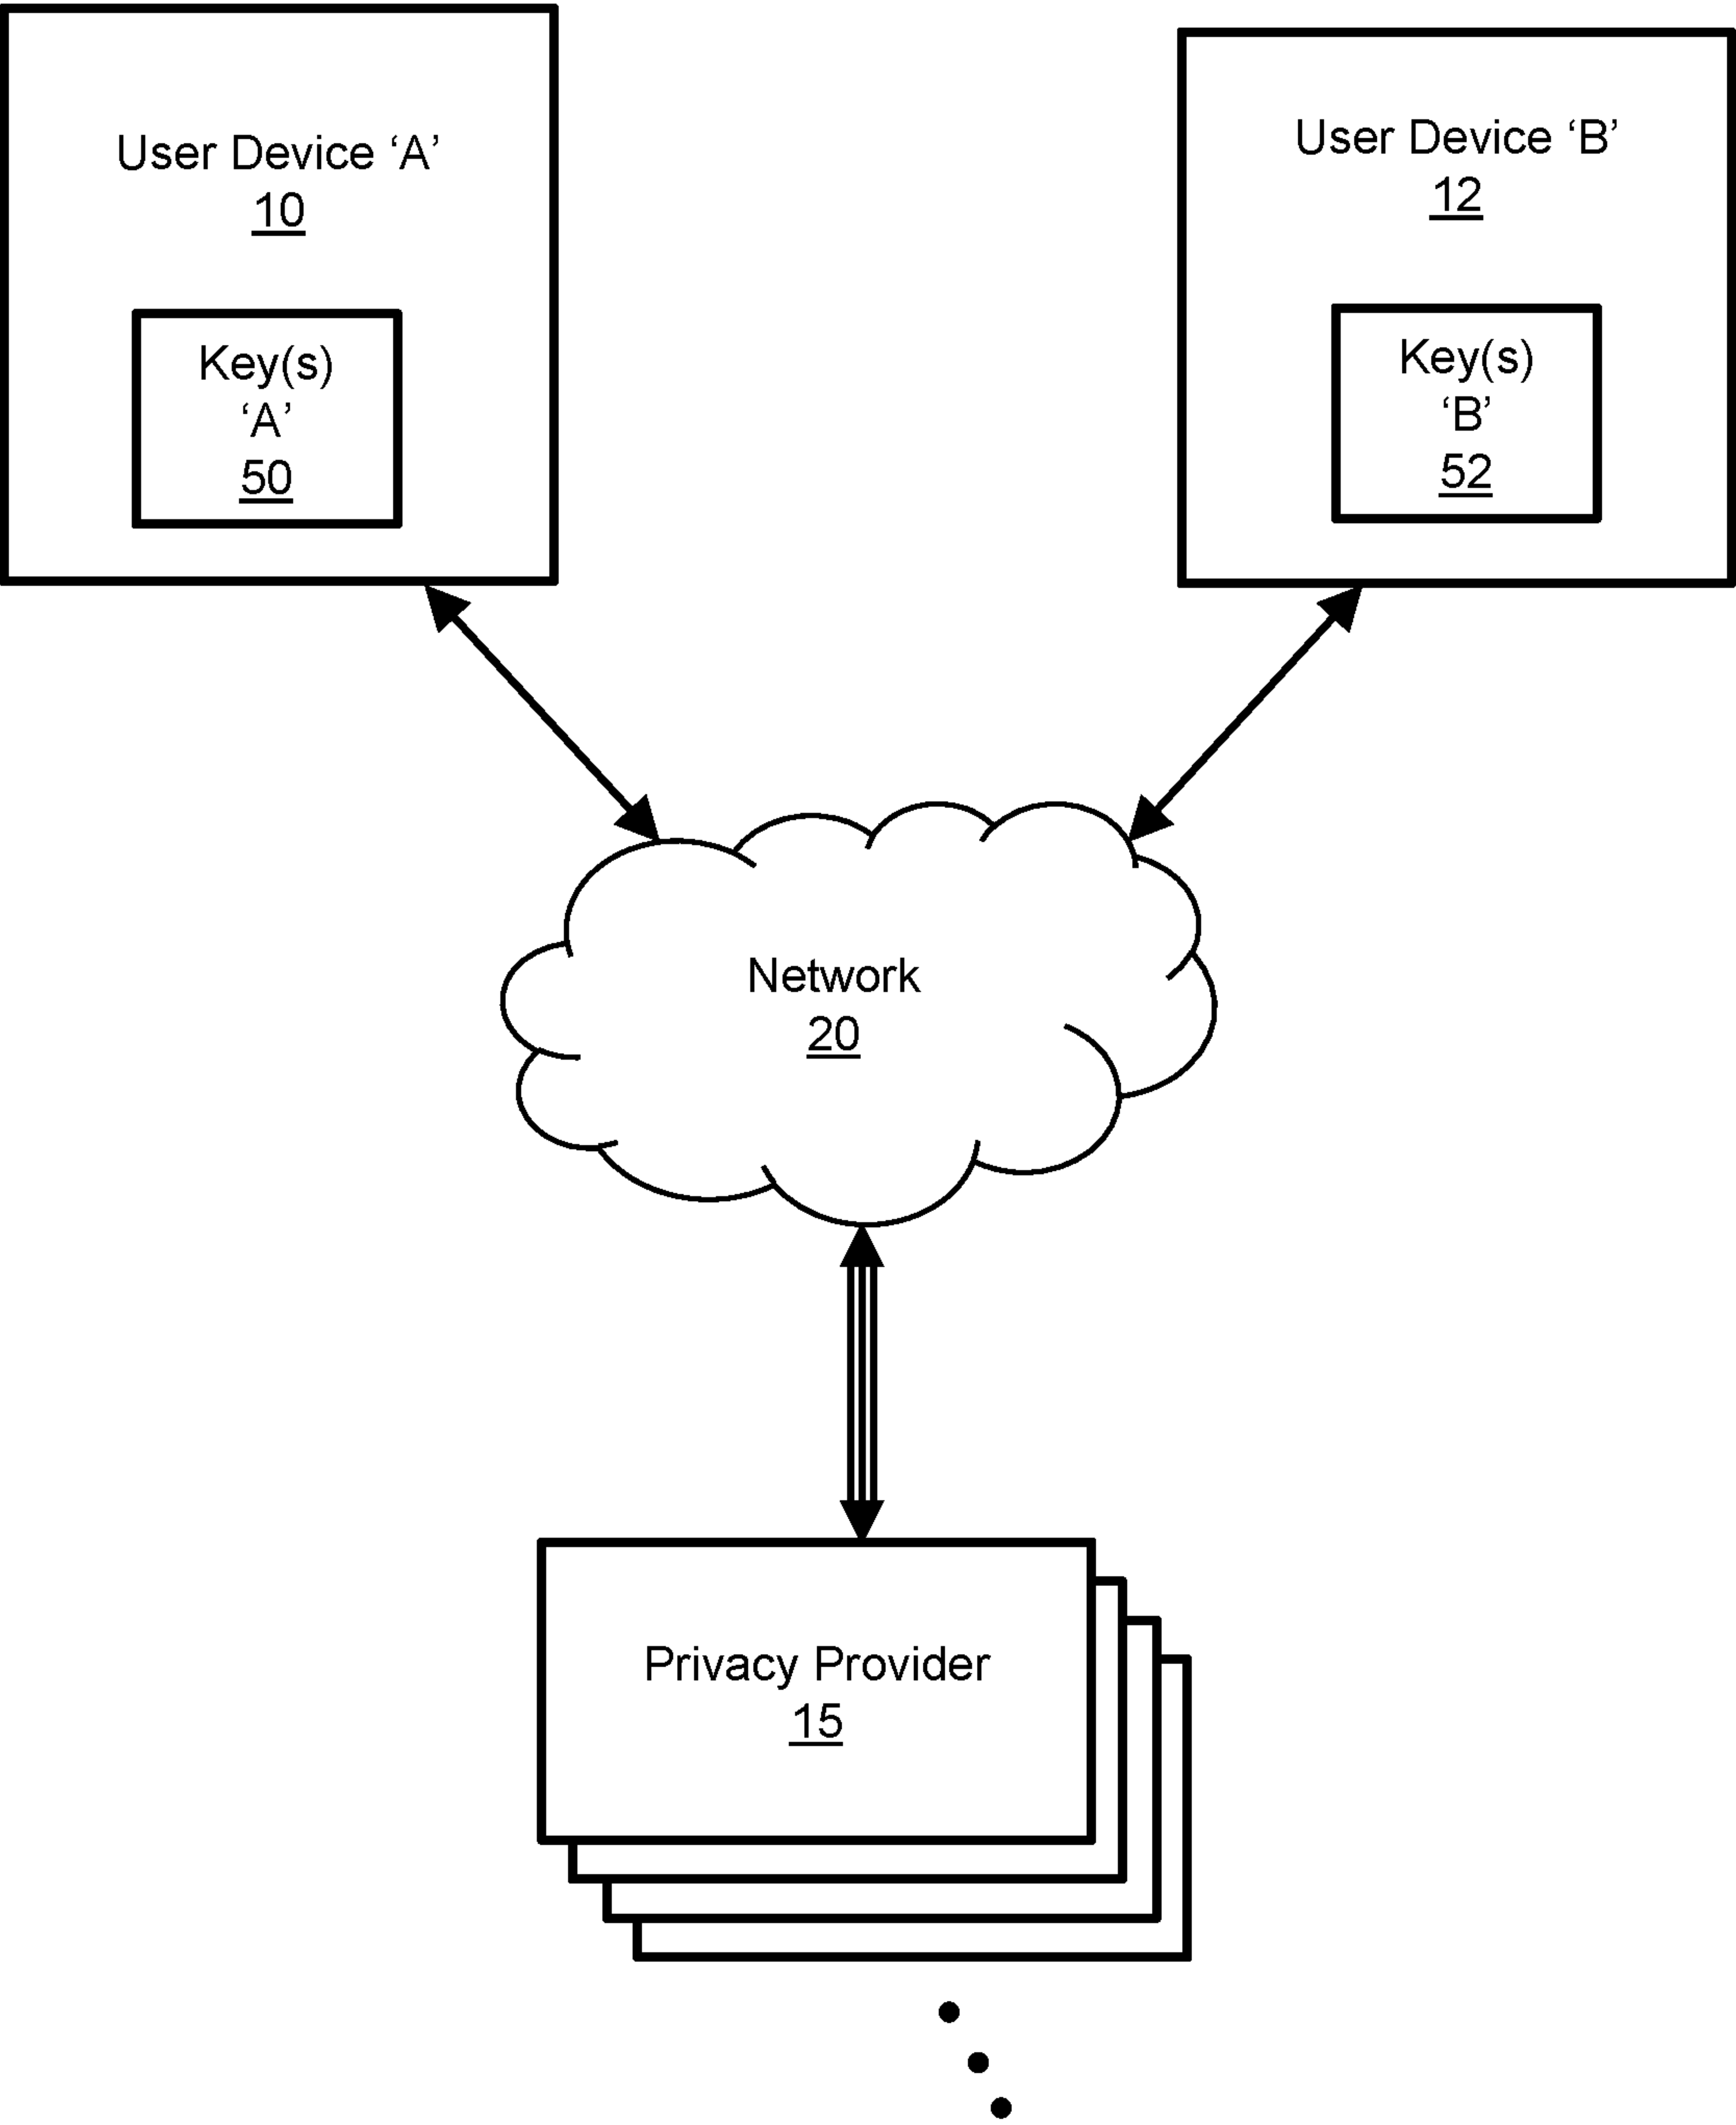 User Device ‘A’
10
Key(s)
‘A’
50
User Device ‘B’
12
Key(s)
‘B’
52
Network
20
Privacy Provider
15